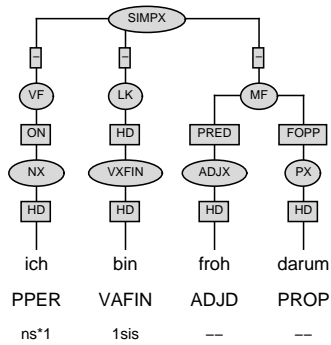 SIMPX
– – –
VF LK MF
ON HD PRED FOPP
NX VXFIN ADJX PX
HD HD HD HD
ich bin froh darum
PPER VAFIN ADJD PROP
ns*1 1sis –– ––